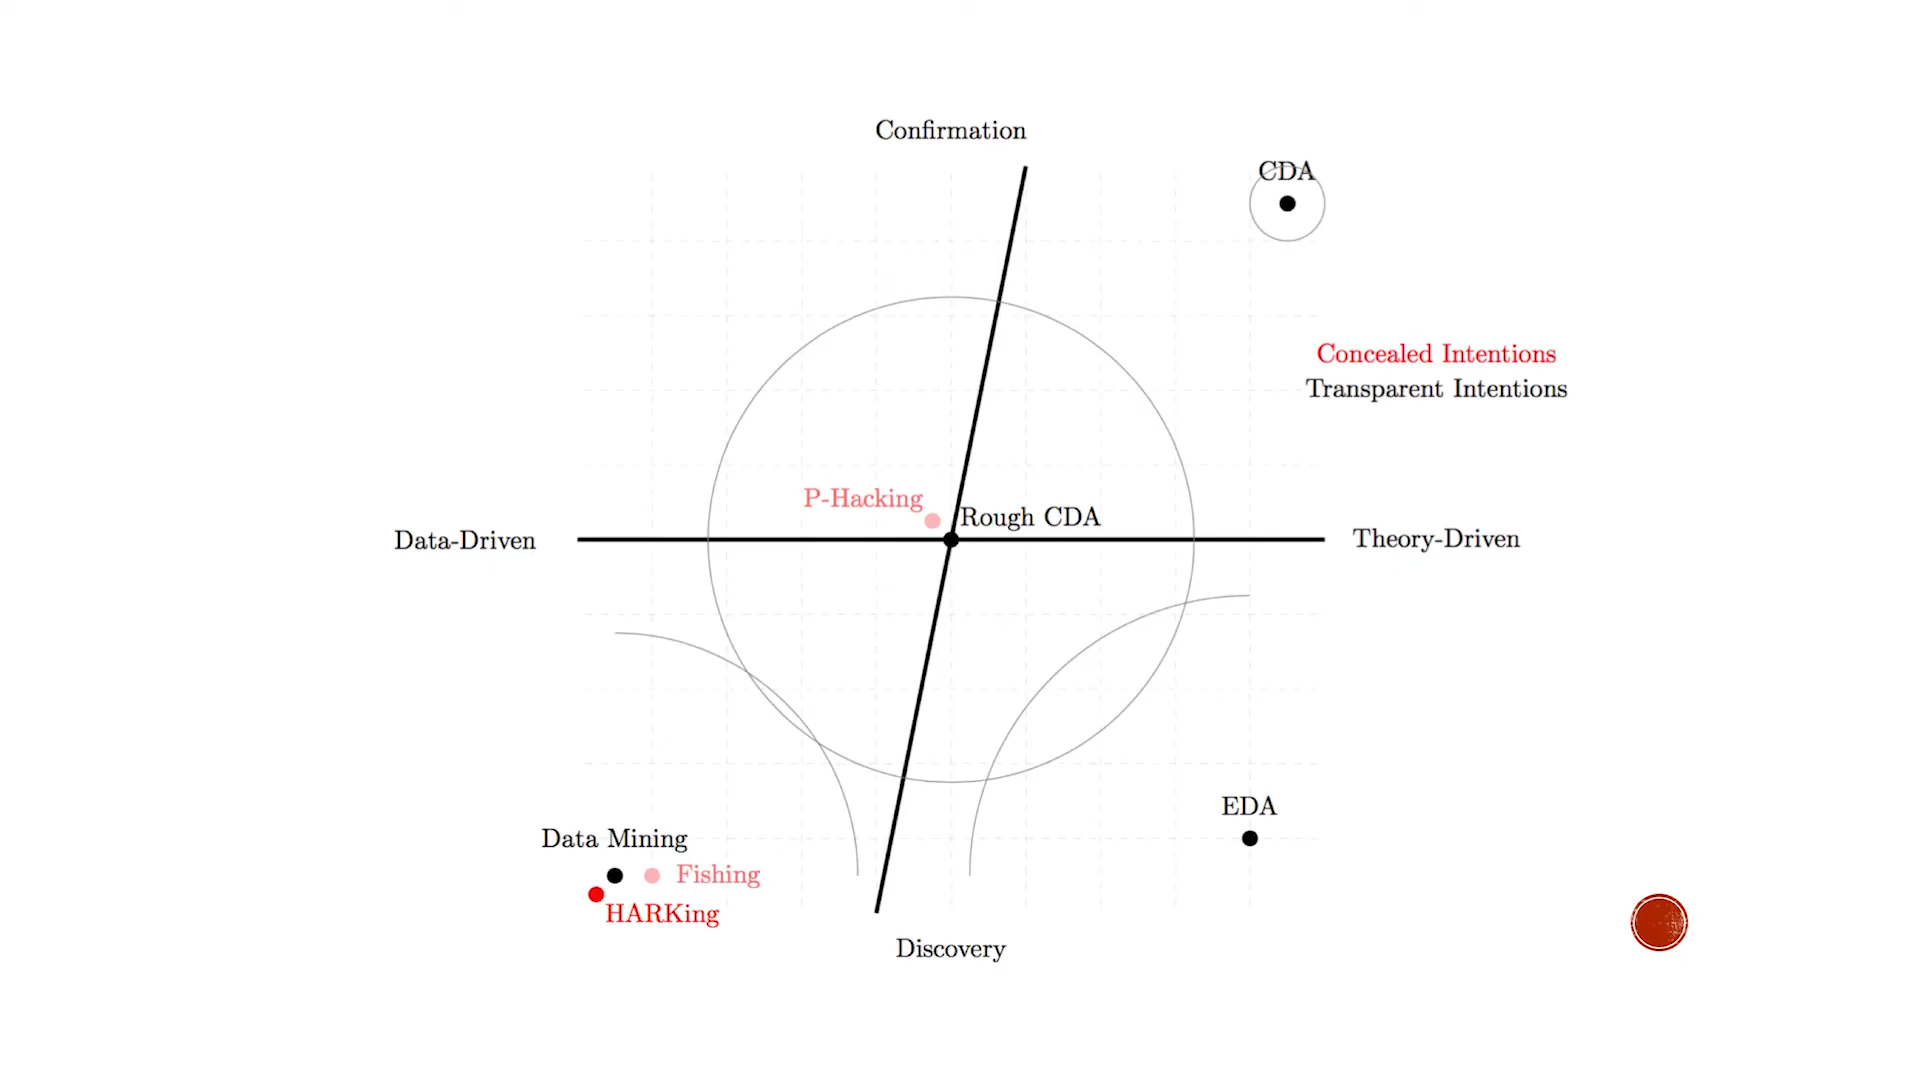 Confirmation
CDA
Concealed Intentions
Transparent Intentions
P-Hacking
Rough CDA
Data-Driven
Theory-Driven
EDA
Data Mining
Fishing
HARKing
Discovery